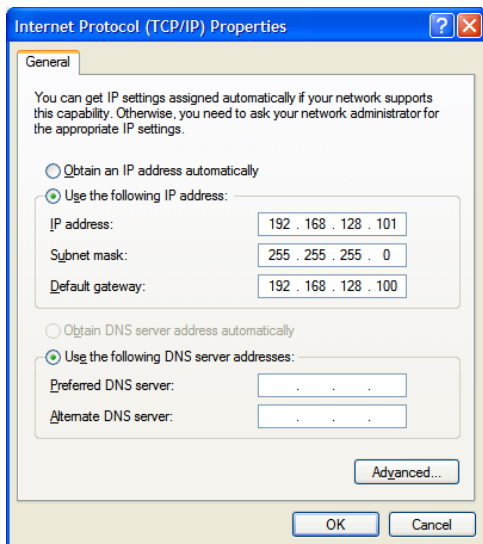 Internet Protocol (TCP/IP) Properties
General
You can get IP settings assigned automatically if your network supports
this capability. Otherwise, you need to ask your network administrator for
the appropriate IP settings.
Obtain an IP address automatically
Use the following IP address:
IP address: 192 . 168 . 128 . 101
Subnet mask: 255 . 255 . 255 . 0
Default gateway: 192 . 168 . 128 . 100
Obtain DNS server address automatically
Use the following DNS server addresses:
Preferred DNS server: . . .
Alternate DNS server: . . .
Advanced...
OK Cancel